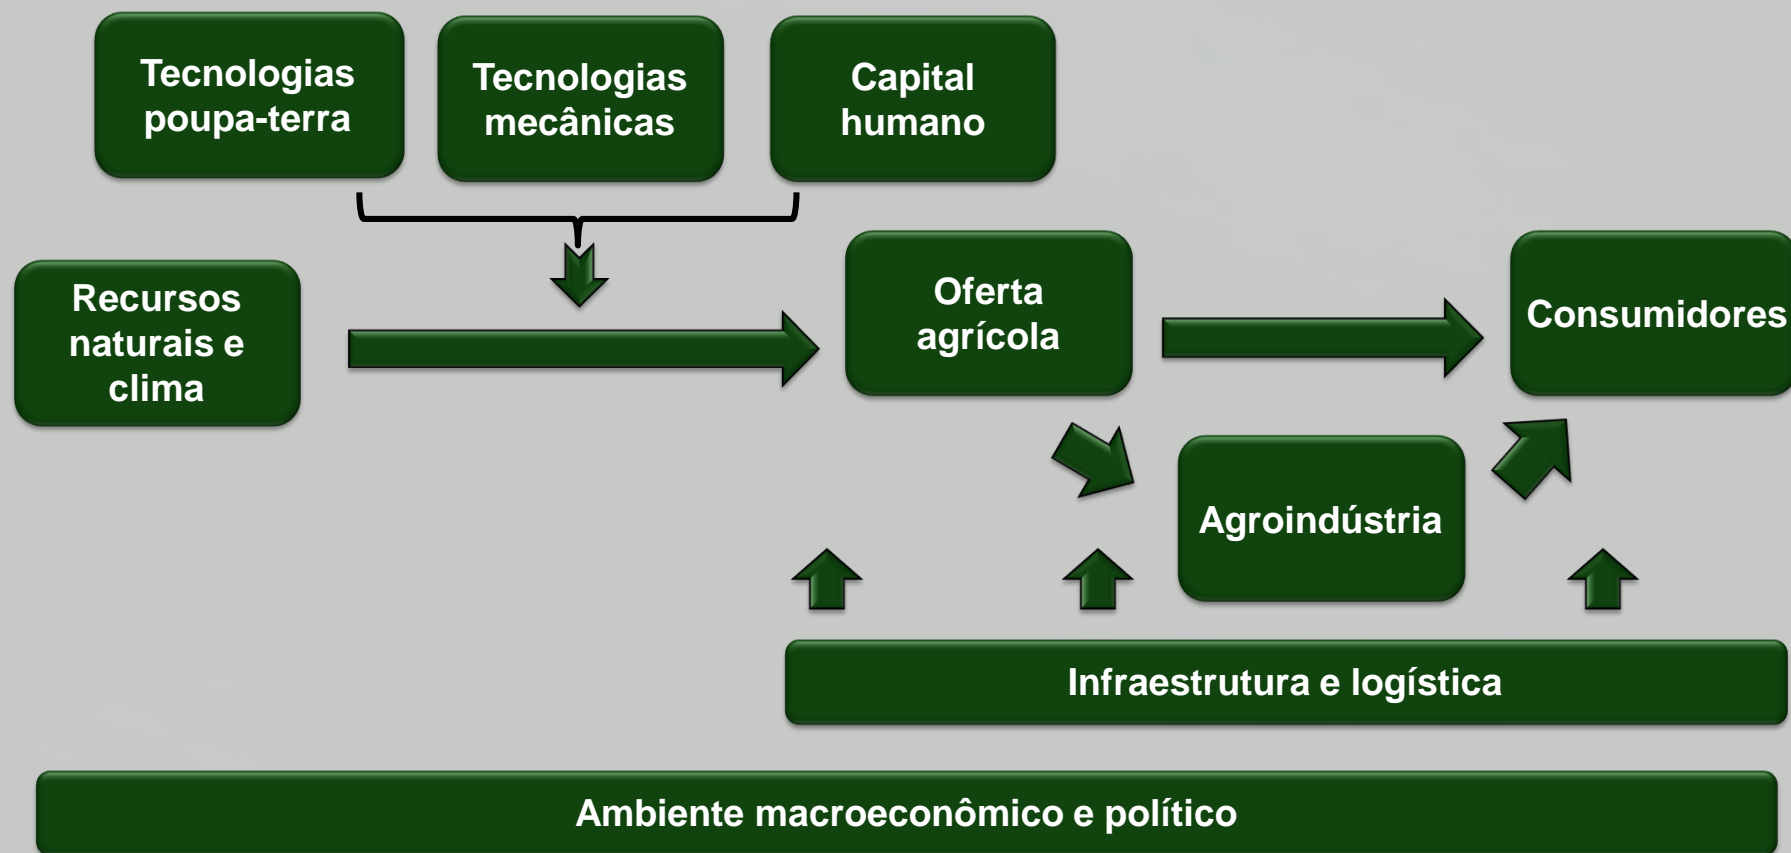 Tecnologias
poupa-terra
Tecnologias
mecânicas
Capital
humano
Recursos
naturais e
clima
Oferta
agrícola
Consumidores
Agroindústria
Infraestrutura e logística
Ambiente macroeconômico e político